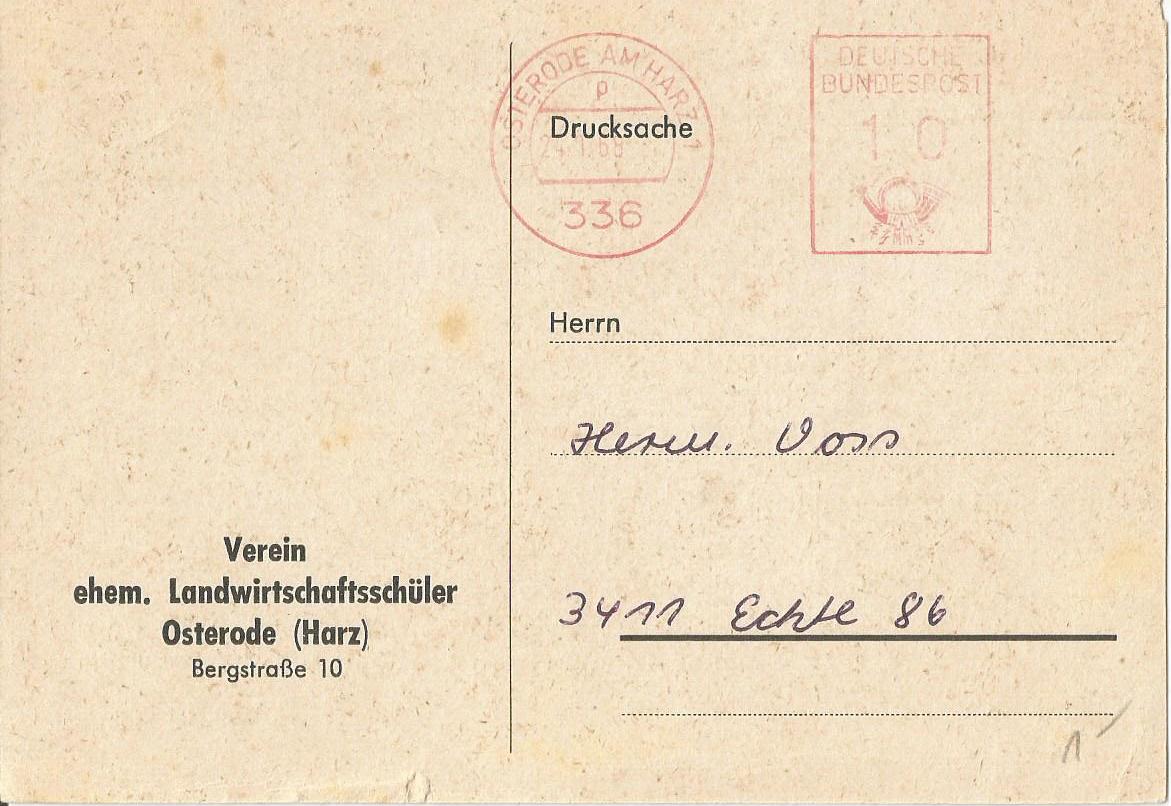 OSTERODE AM HARZ 1
p
Drucksache
336
DEUTSCHE
BUNDESPOST
10
Herrn
Herm. Voss
3411 Echte 86
Verein
ehem. Landwirtschaftsschüler
Osterode (Harz)
Bergstraße 10
1